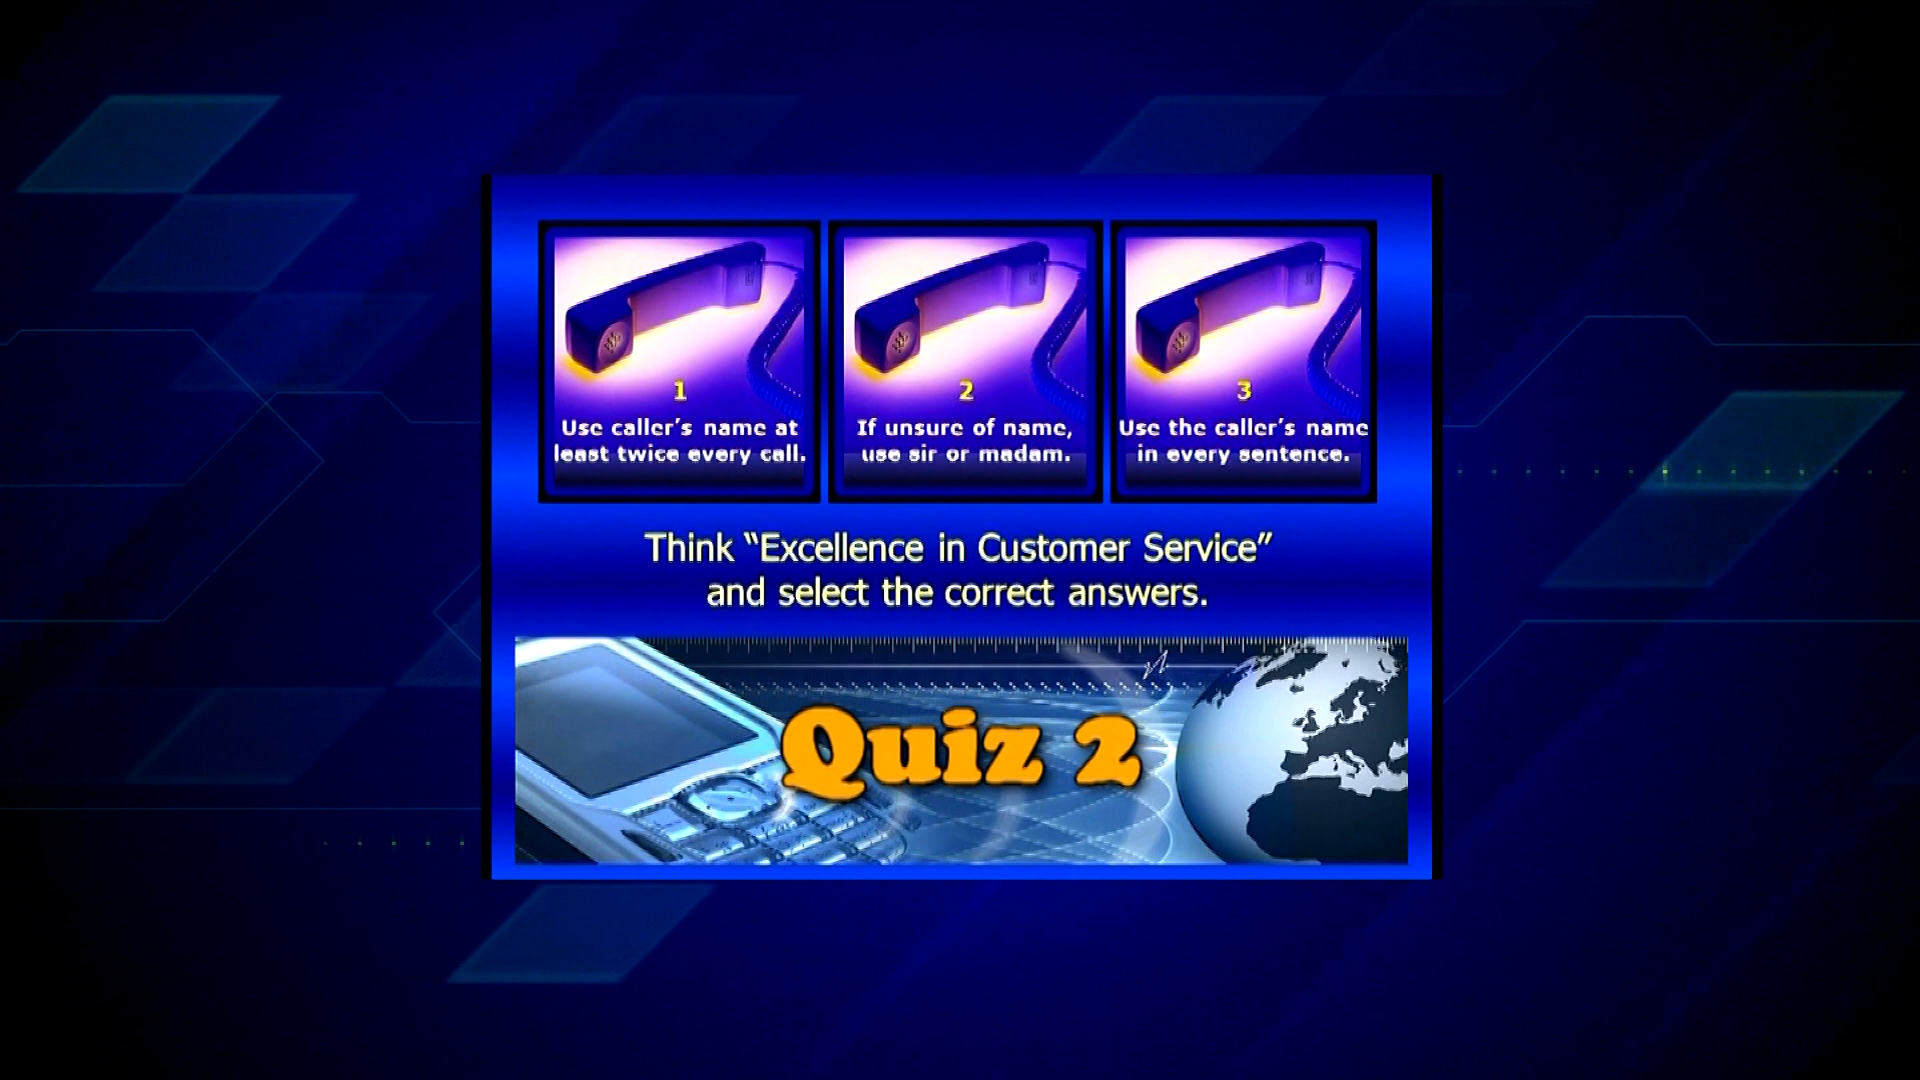 1
Use caller's name at
least twice every call.
2
If unsure of name,
use sir or madam.
3
Use the caller's name
in every sentence.
Think “Excellence in Customer Service”
and select the correct answers.
Quiz 2